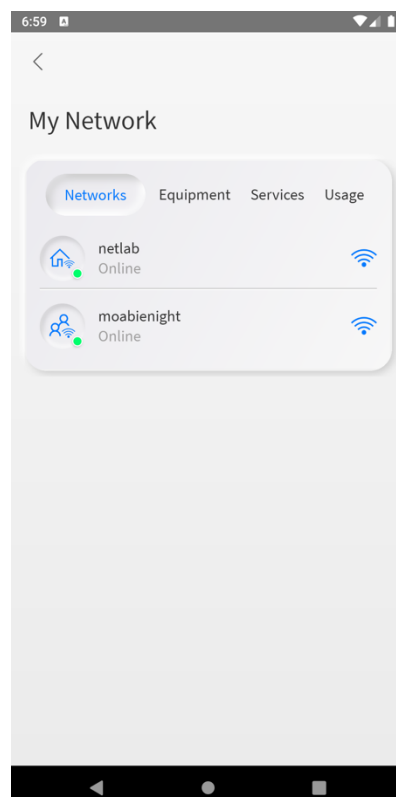 6:59 A
My Network
Networks Equipment Services Usage
netlab
Online
moabienight
Online